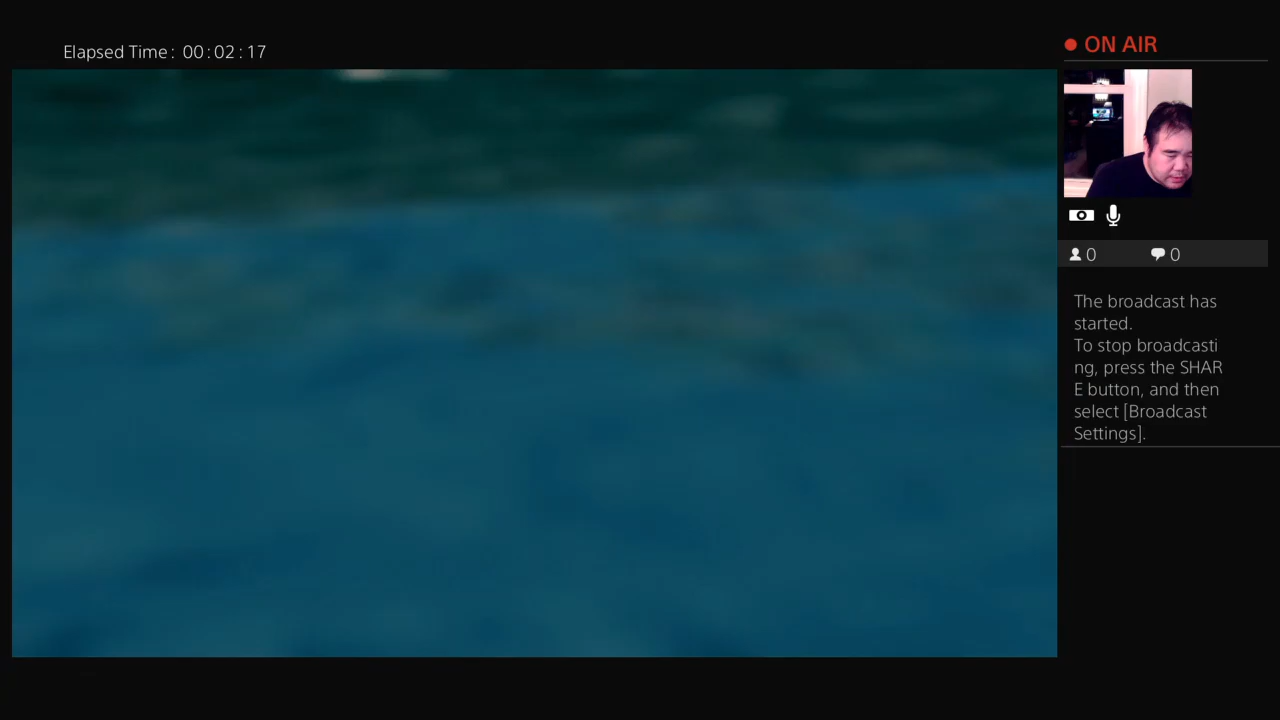 Elapsed Time: 00:02:17
ON AIR
0 0
The broadcast has
started.
To stop broadcasti
ng, press the SHAR
E button, and then
select [Broadcast
Settings].